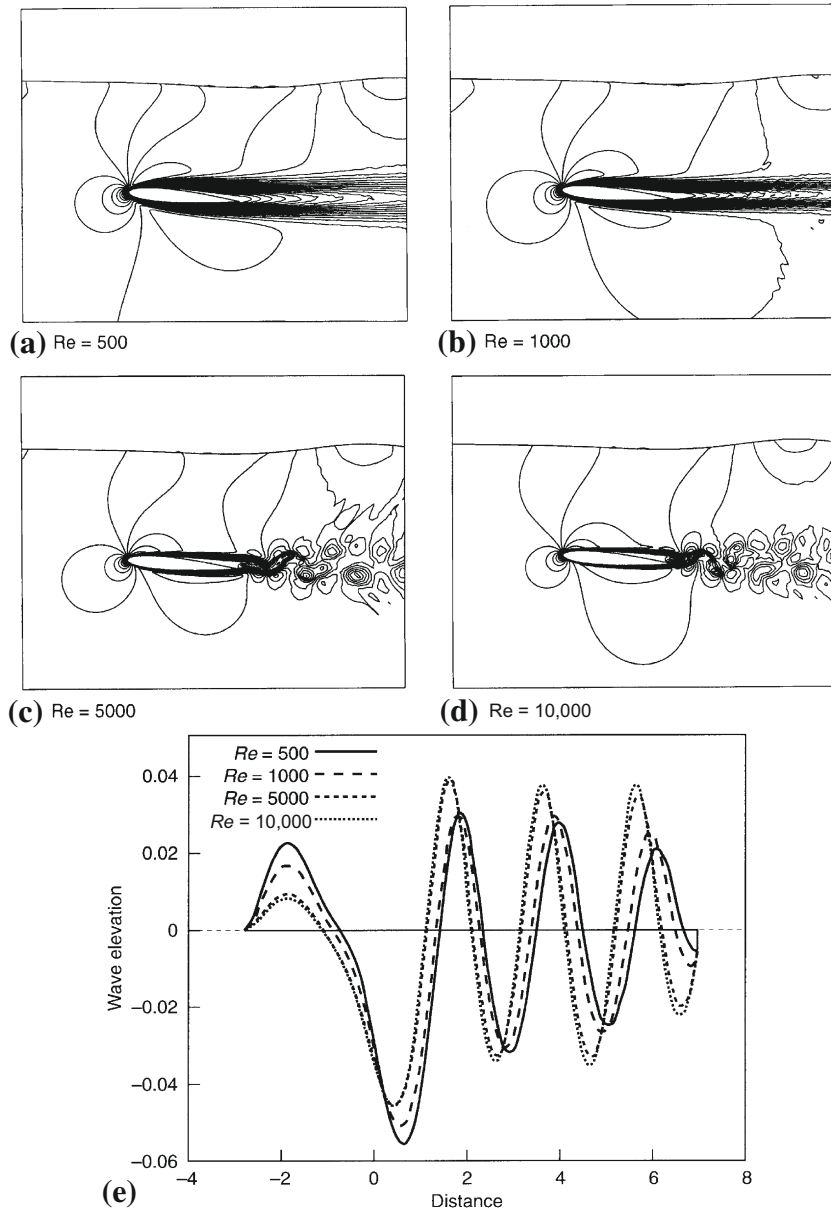 (a) Re = 500
(b) Re = 1000
(c) Re = 5000
(d) Re = 10,000
Re = 500
Re = 1000
Re = 5000
Re = 10,000
0.04
0.02
0
−0.02
−0.04
−0.06
Wave elevation
−4
−2
0
2
4
6
8
Distance
(e)